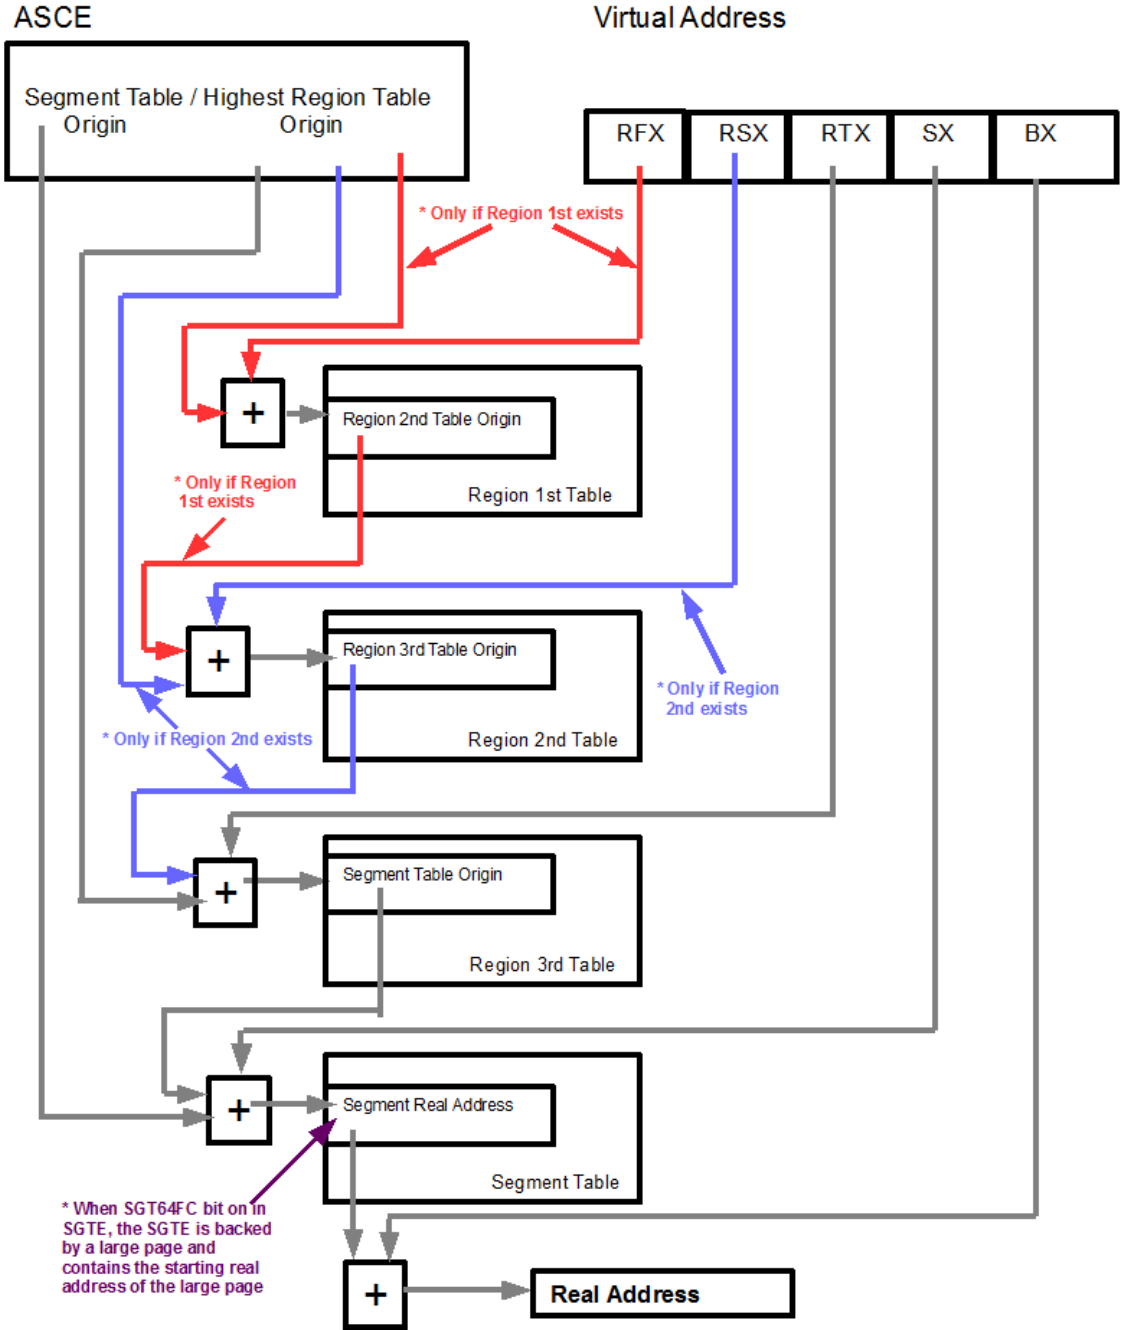 ASCE
Virtual Address
Segment Table / Highest Region Table
Origin Origin
RFX RSX RTX SX BX
* Only if Region 1st exists
+
Region 2nd Table Origin
Region 1st Table
* Only if Region
1st exists
+
Region 3rd Table Origin
Region 2nd Table
* Only if Region
2nd exists
* Only if Region 2nd exists
+
Segment Table Origin
Region 3rd Table
+
Segment Real Address
Segment Table
* When SGT64FC bit on in
SGTE, the SGTE is backed
by a large page and
contains the starting real
address of the large page
+
Real Address